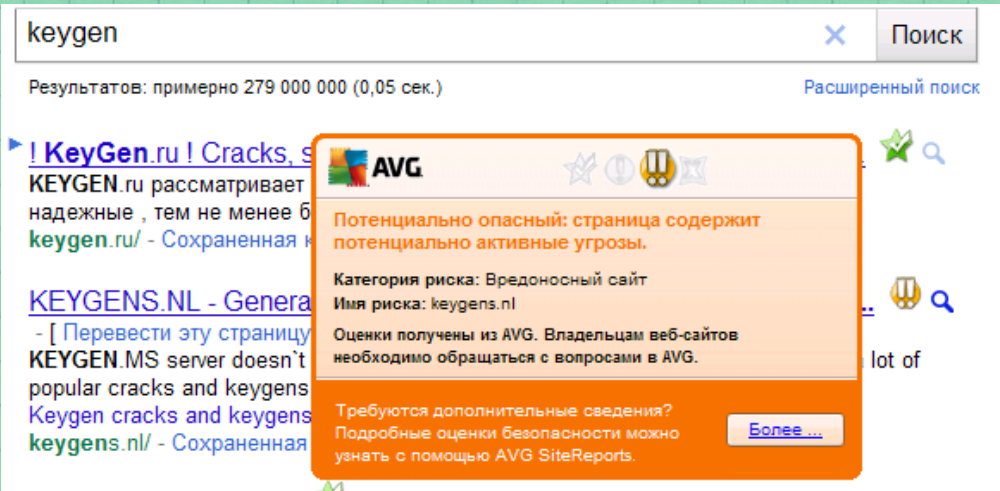 keygen
Поиск
Результатов: примерно 279 000 000 (0,05 сек.)
Расширенный поиск
! KeyGen.ru ! Cracks, s
KEYGEN.ru рассматривает
надежные , тем не менее б
keygen.ru/ - Сохраненная к
AVG
Потенциально опасный: страница содержит
потенциально активные угрозы.
Категория риска: Вредоносный сайт
Имя риска: keygens.nl
Оценки получены из AVG. Владельцам веб-сайтов
необходимо обращаться с вопросами в AVG.
Требуются дополнительные сведения?
Подробные оценки безопасности можно
узнать с помощью AVG SiteReports.
Более ...
KEYGENS.NL - Genera ...
- [ Перевести эту страницу
KEYGEN.MS server doesn`t lot of
popular cracks and keygens
Keygen cracks and keygens
keygens.nl/ - Сохраненная